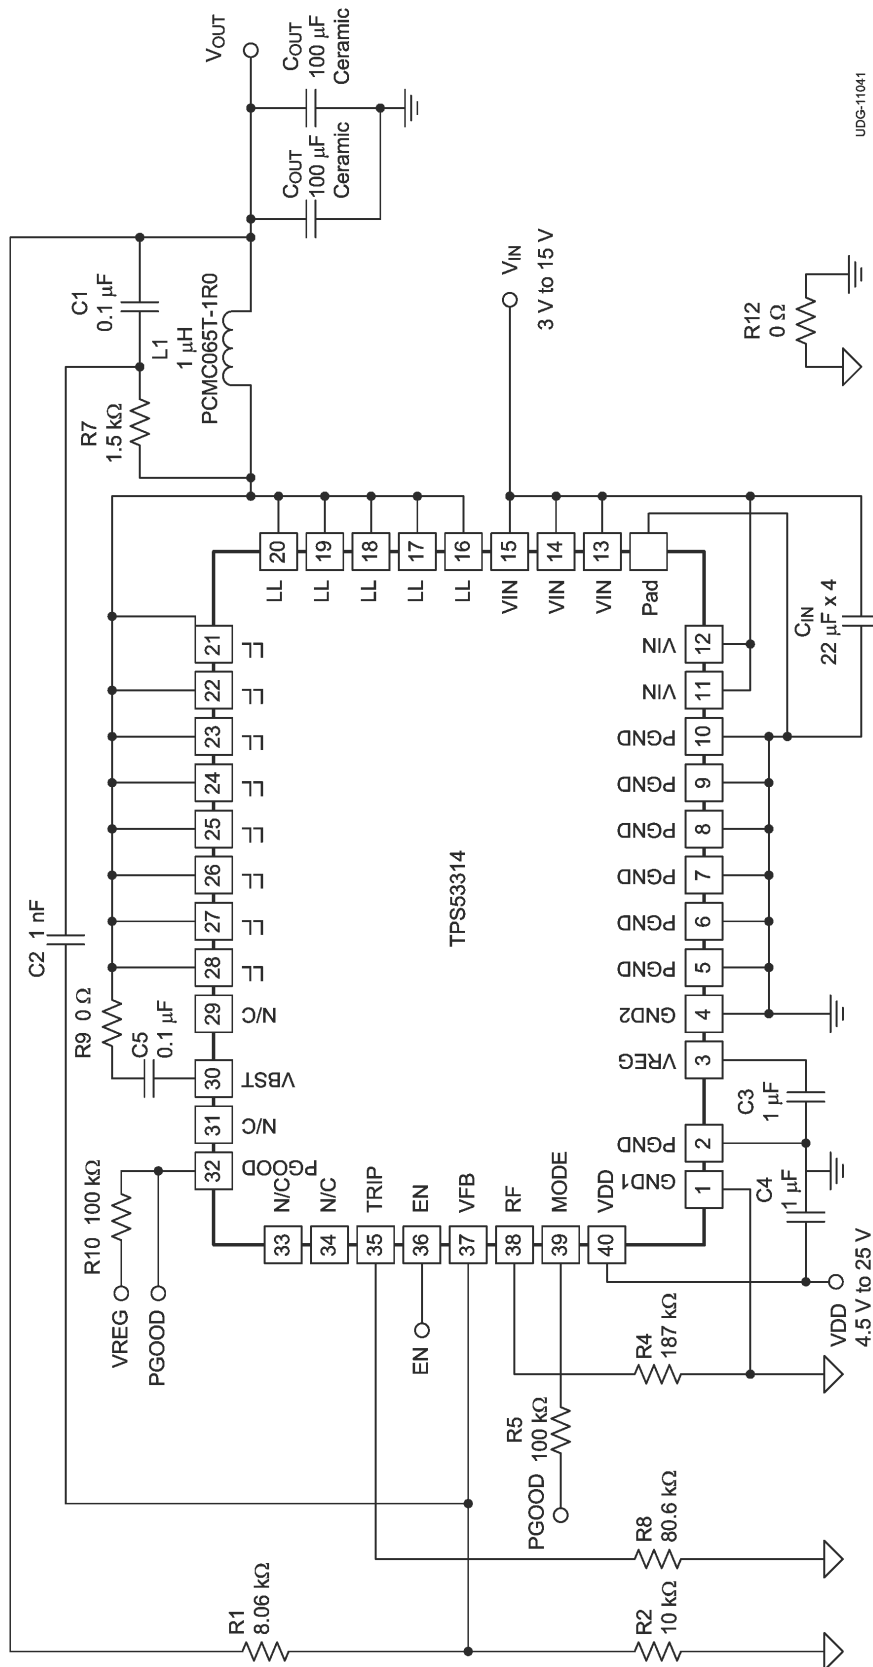 R1
8.06 kΩ
R2
10 kΩ
R8
80.6 kΩ
R4
187 kΩ
R5
100 kΩ
PGOOD
EN
VREG
PGOOD
R10 100 kΩ
VDD
4.5 V to 25 V
C4
1 µF
C3
1 µF
C2 1 nF
R9 0 Ω
C5
0.1 µF
R7
1.5 kΩ
C1
0.1 µF
L1
1 µH
PCMC065T-1R0
VOUT
COUT
100 µF
Ceramic
COUT
100 µF
Ceramic
VIN
3 V to 15 V
CIN
22 µF x 4
R12
0 Ω
TPS53314
33 N/C
34 N/C
35 TRIP
36 EN
37 VFB
38 RF
39 MODE
40 VDD
32 PGOOD
31 N/C
30 VBST
29 N/C
28 LL
27 LL
26 LL
25 LL
24 LL
23 LL
22 LL
21 LL
1 GND1
2 PGND
3 VREG
4 GND2
5 PGND
6 PGND
7 PGND
8 PGND
9 PGND
10 PGND
11 VIN
12 VIN
LL 20
LL 19
LL 18
LL 17
LL 16
VIN 15
VIN 14
VIN 13
Pad
UDG-11041